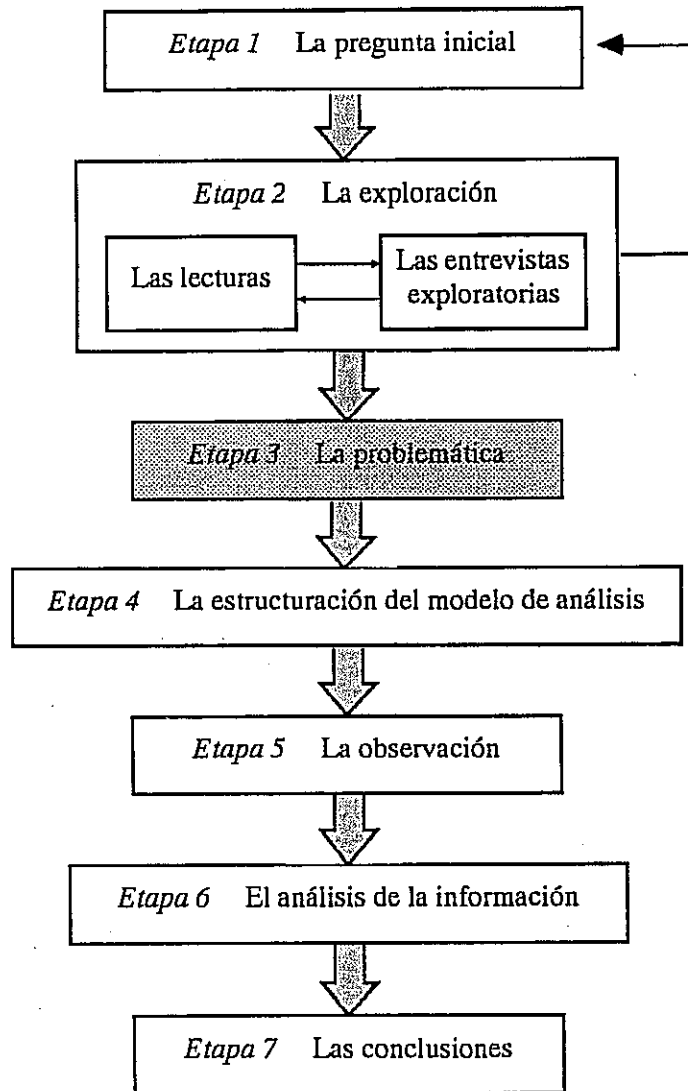 Etapa 1 La pregunta inicial
Etapa 2 La exploración
Las lecturas
Las entrevistas
exploratorias
Etapa 3 La problemática
Etapa 4 La estructuración del modelo de análisis
Etapa 5 La observación
Etapa 6 El análisis de la información
Etapa 7 Las conclusiones